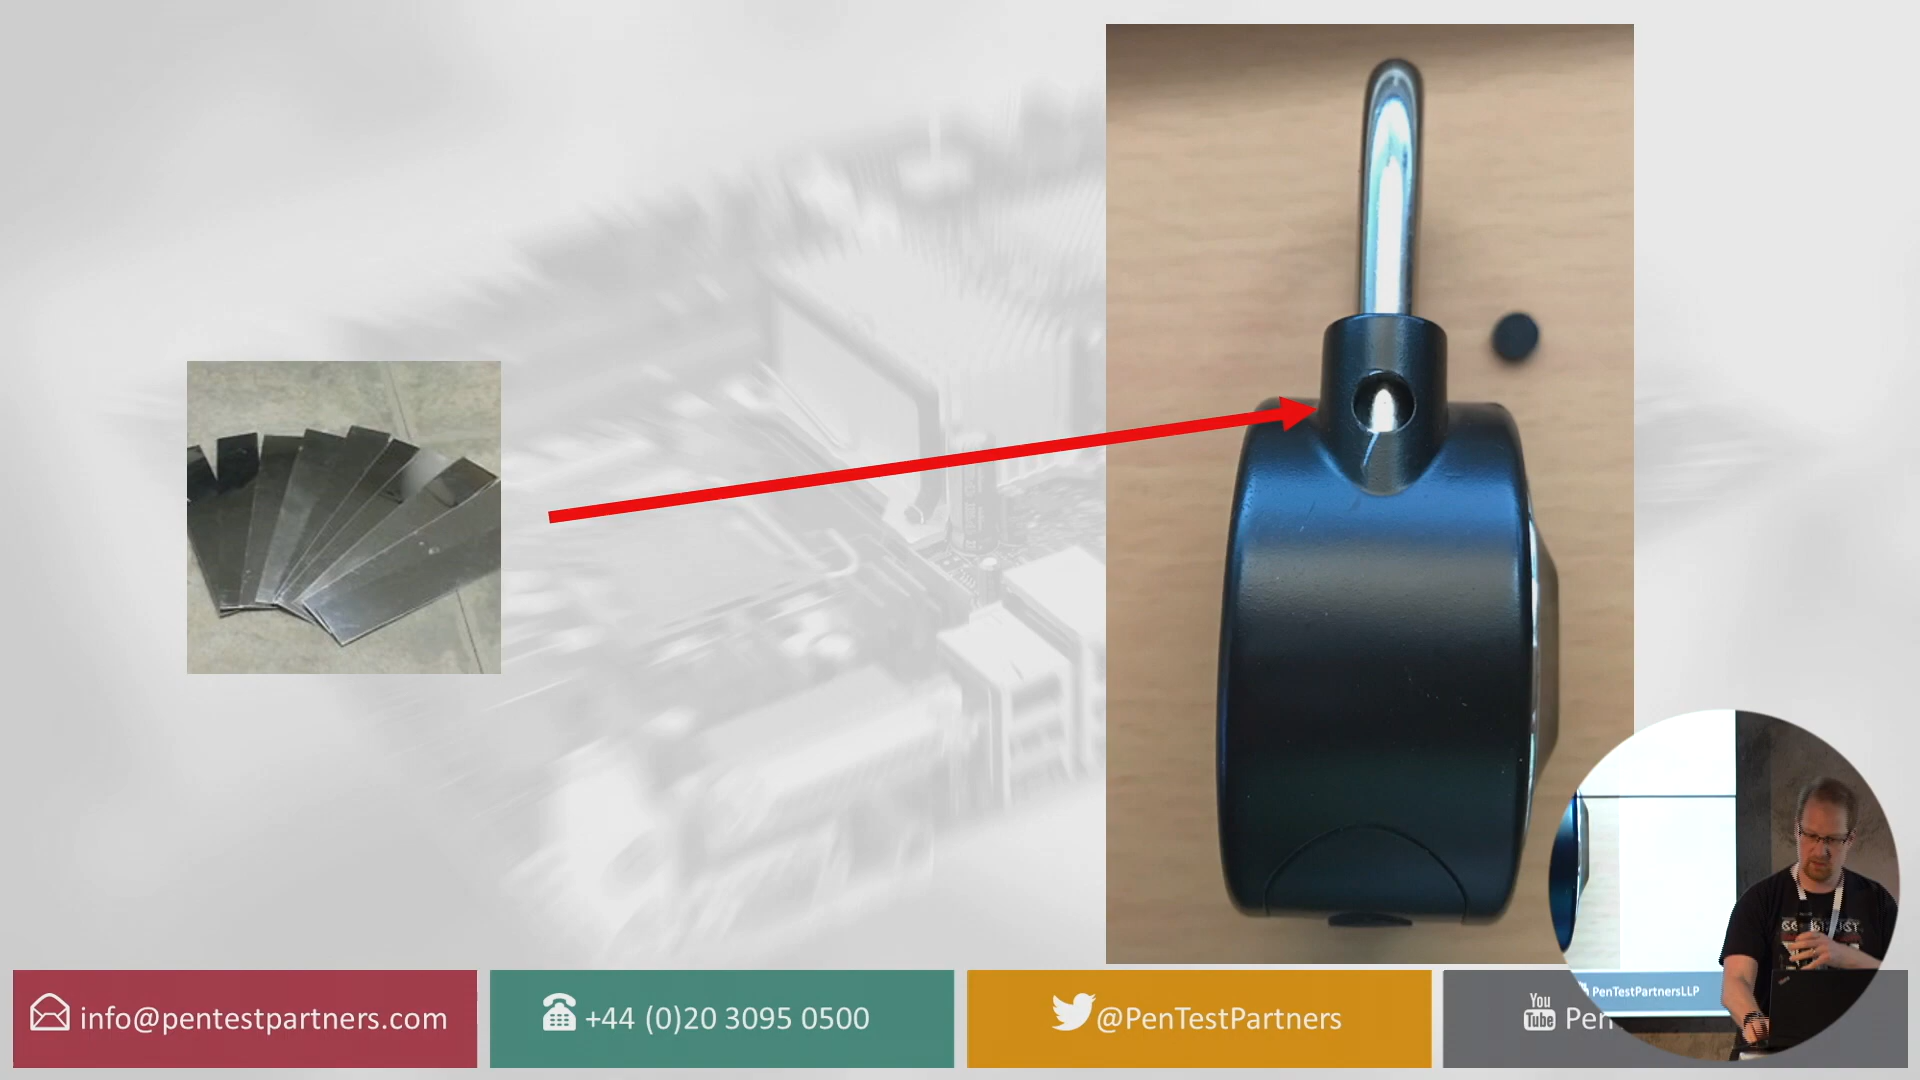 info@pentestpartners.com
+44 (0)20 3095 0500
@PenTestPartners
You
Tube
PenTestPartnersLLP